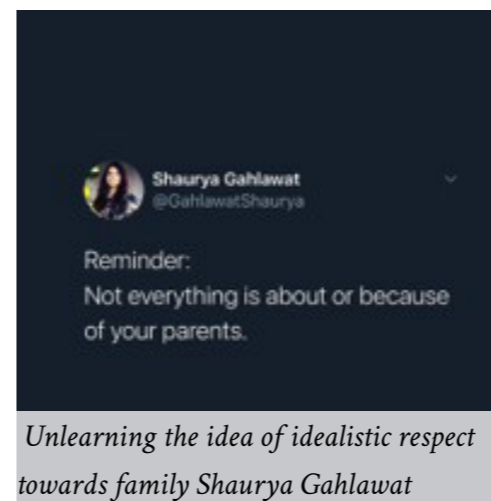 Shaurya Gahlawat
@GahlawatShaurya
Reminder:
Not everything is about or because
of your parents.
Unlearning the idea of idealistic respect
towards family Shaurya Gahlawat